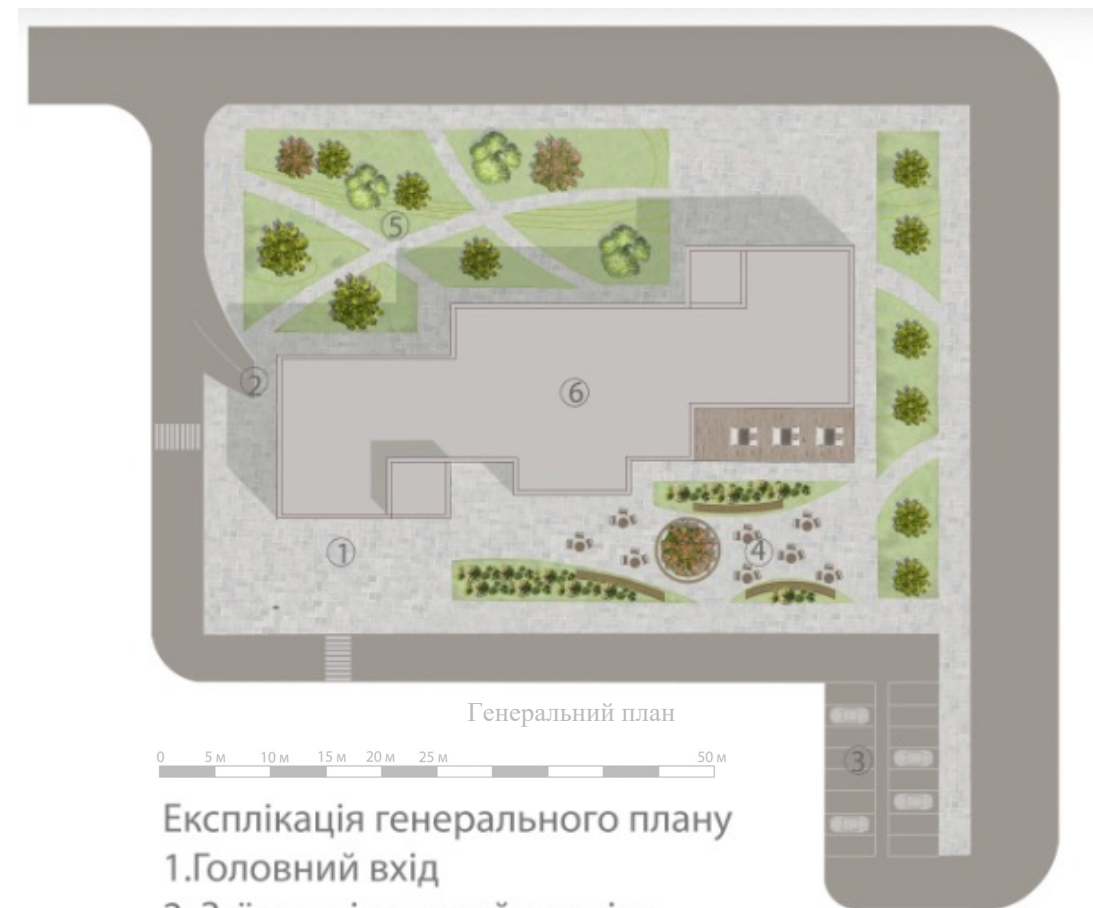 ⑤
②
⑥
①
④
Генеральний план
0 5 м 10 м 15 м 20 м 25 м 50 м
③
Експлікація генерального плану
1.Головний вхід